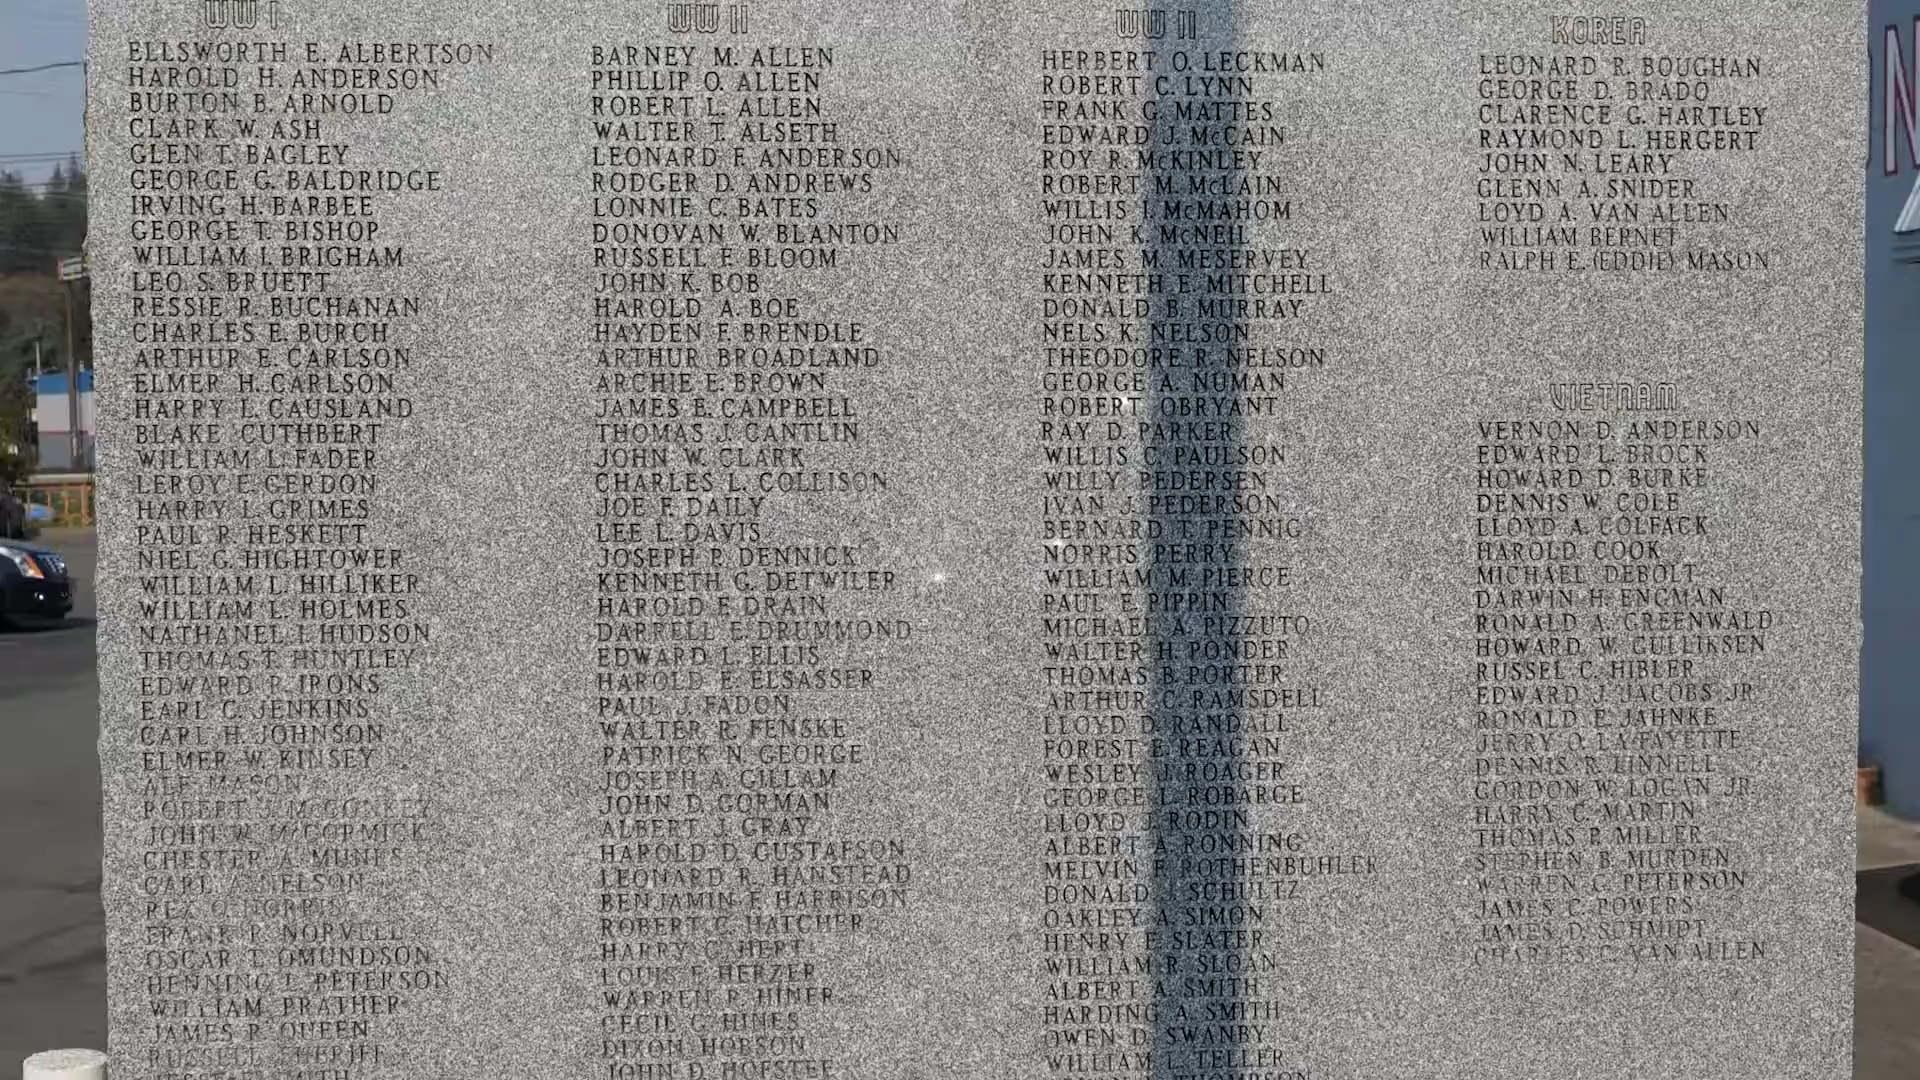 WW I
ELLSWORTH E. ALBERTSON
HAROLD H. ANDERSON
BURTON B. ARNOLD
CLARK W. ASH
GLEN T. BAGLEY
GEORGE G. BALDRIDGE
IRVING H. BARBEE
GEORGE T. BISHOP
WILLIAM I. BRIGHAM
LEO S. BRUETT
RESSIE R. BUCHANAN
CHARLES E. BURCH
ARTHUR E. CARLSON
ELMER H. CARLSON
HARRY L. CAUSLAND
BLAKE CUTHBERT
WILLIAM L. FADER
LEROY E. GERDON
HARRY L. GRIMES
PAUL R. HESKETT
NIEL G. HIGHTOWER
WILLIAM L. HILLIKER
WILLIAM L. HOLMES
NATHANEL I. HUDSON
THOMAS T. HUNTLEY
EDWARD R. IRONS
EARL C. JENKINS
CARL H. JOHNSON
ELMER W. KINSEY
ALF MASON
ROBERT J. McCONKEY
JOHN W. McCORMICK
CHESTER A. MUNES
CARL A. NELSON
REX O. NORRIS
FRANK R. NORVELL
OSCAR T. OMUNDSON
HENNING L. PETERSON
WILLIAM PRATHER
JAMES R. QUEEN
RUSSELL SHERIFF
SMITH
WW II
BARNEY M. ALLEN
PHILLIP O. ALLEN
ROBERT L. ALLEN
WALTER T. ALSETH
LEONARD F. ANDERSON
RODGER D. ANDREWS
LONNIE C. BATES
DONOVAN W. BLANTON
RUSSELL F. BLOOM
JOHN K. BOB
HAROLD A. BOE
HAYDEN F. BRENDLE
ARTHUR BROADLAND
ARCHIE E. BROWN
JAMES E. CAMPBELL
THOMAS J. CANTLIN
JOHN W. CLARK
CHARLES L. COLLISON
JOE F. DAILY
LEE L. DAVIS
JOSEPH P. DENNICK
KENNETH G. DETWILER
HAROLD F. DRAIN
DARRELL E. DRUMMOND
EDWARD L. ELLIS
HAROLD E. ELSASSER
PAUL J. FADON
WALTER R. FENSKE
PATRICK N. GEORGE
JOSEPH A. GILLAM
JOHN D. GORMAN
ALBERT J. GRAY
HAROLD D. GUSTAFSON
LEONARD R. HANSTEAD
BENJAMIN F. HARRISON
ROBERT C. HATCHER
HARRY C. HERT
LOUIS F. HERZER
WARREN R. HINER
CECIL G. HINES
DIXON HOBSON
JOHN D. HOFSTEE
WW II
HERBERT O. LECKMAN
ROBERT C. LYNN
FRANK G. MATTES
EDWARD J. McCAIN
ROY R. McKINLEY
ROBERT M. McLAIN
WILLIS I. McMAHOM
JOHN K. McNEIL
JAMES M. MESERVEY
KENNETH E. MITCHELL
DONALD B. MURRAY
NELS K. NELSON
THEODORE R. NELSON
GEORGE A. NUMAN
ROBERT OBRYANT
RAY D. PARKER
WILLIS C. PAULSON
WILLY PEDERSEN
IVAN J. PEDERSON
BERNARD T. PENNIG
NORRIS PERRY
WILLIAM M. PIERCE
PAUL E. PIPPIN
MICHAEL A. PIZZUTO
WALTER H. PONDER
THOMAS B. PORTER
ARTHUR C. RAMSDELL
LLOYD D. RANDALL
FOREST E. REAGAN
WESLEY J. ROAGER
GEORGE L. ROBARGE
LLOYD J. RODIN
ALBERT A. RONNING
MELVIN F. ROTHENBUHLER
DONALD J. SCHULTZ
OAKLEY A. SIMON
HENRY F. SLATER
WILLIAM R. SLOAN
ALBERT A. SMITH
HARDING A. SMITH
OWEN D. SWANBY
WILLIAM L. TELLER
THOMPSON
KOREA
LEONARD R. BOUGHAN
GEORGE D. BRADO
CLARENCE G. HARTLEY
RAYMOND L. HERGERT
JOHN N. LEARY
GLENN A. SNIDER
LOYD A. VAN ALLEN
WILLIAM BERNET
RALPH E. (EDDIE) MASON
VIETNAM
VERNON D. ANDERSON
EDWARD L. BROCK
HOWARD D. BURKE
DENNIS W. COLE
LLOYD A. COLFACK
HAROLD COOK
MICHAEL DEBOLT
DARWIN H. ENGMAN
RONALD A. GREENWALD
HOWARD W. GULLIKSEN
RUSSEL C. HIBLER
EDWARD J. JACOBS JR.
RONALD E. JAHNKE
JERRY O. LA FAYETTE
DENNIS R. LINNELL
GORDON W. LOGAN JR.
HARRY C. MARTIN
THOMAS P. MILLER
STEPHEN B. MURDEN
WARREN C. PETERSON
JAMES C. POWERS
JAMES D. SCHMIDT
CHARLES C. VAN ALLEN